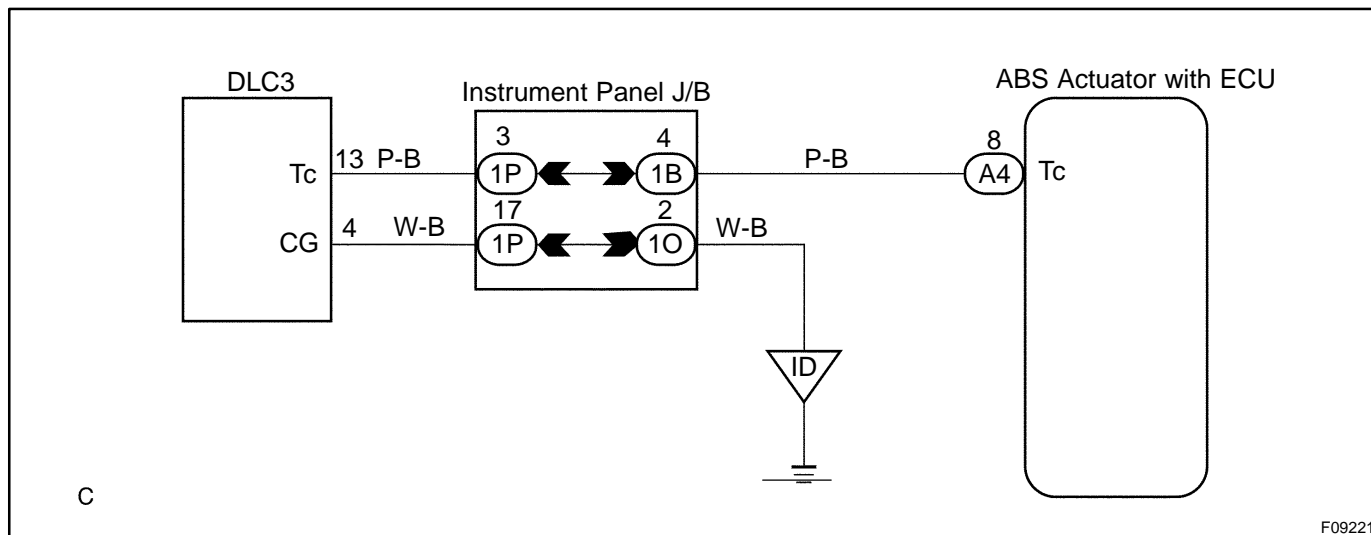 DLC3
Instrument Panel J/B
ABS Actuator with ECU
3
4
8
Tc
13
P-B
1P
1B
P-B
A4
Tc
17
2
CG
4
W-B
1P
1O
W-B
ID
C
F09221